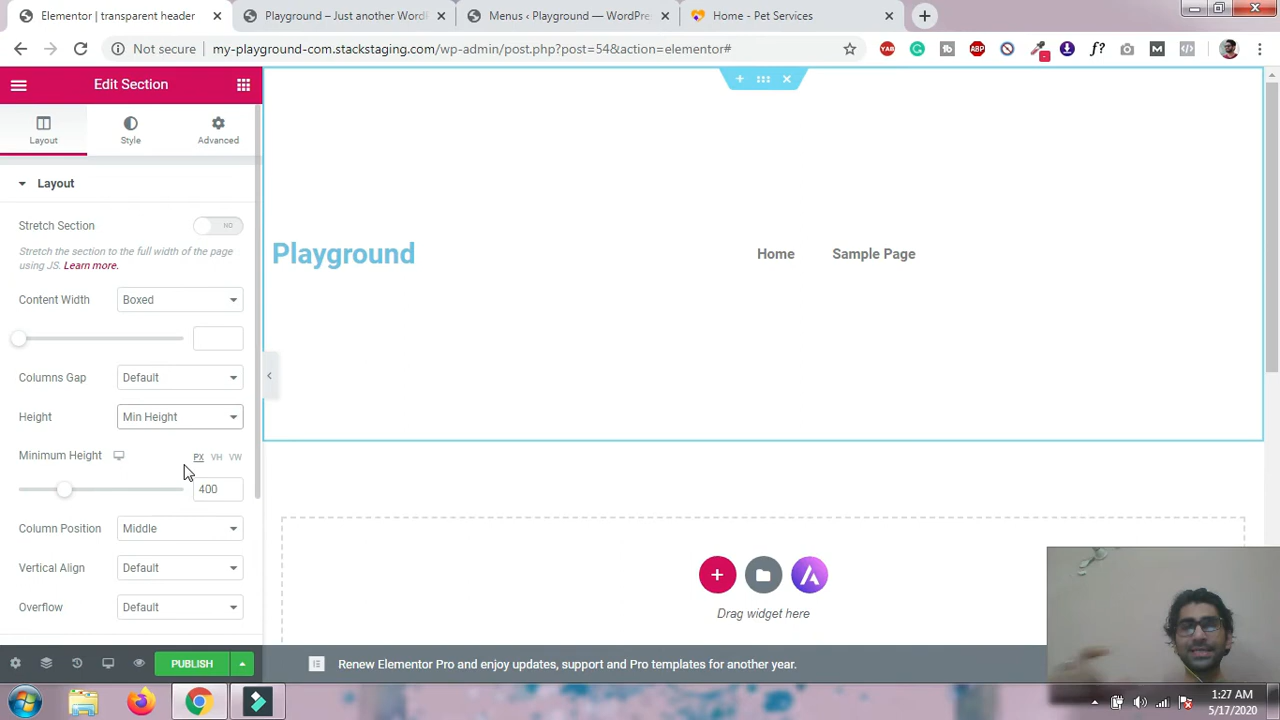 Elementor | transparent header
Playground – Just another Word
Menus ‹ Playground — WordPres
Home - Pet Services
Not secure
my-playground-com.stackstaging.com/wp-admin/post.php?post=54&action=elementor#
YAB
ABP
f?
M
Edit Section
Layout
Style
Advanced
Layout
Stretch Section
NO
Stretch the section to the full width of the page
using JS. Learn more.
Content Width
Boxed
Columns Gap
Default
Height
Min Height
Minimum Height
PX
VH
VW
400
Column Position
Middle
Vertical Align
Default
Overflow
Default
PUBLISH
Playground
Home
Sample Page
Drag widget here
Renew Elementor Pro and enjoy updates, support and Pro templates for another year.
1:27 AM
5/17/2020